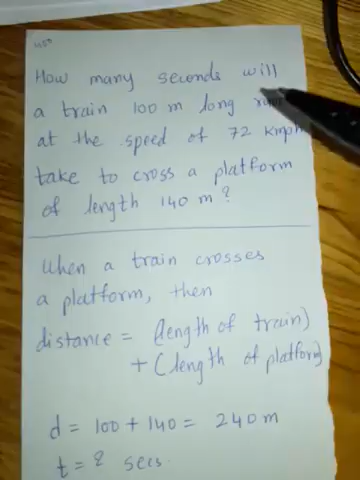 How many seconds will
a train 100 m long
at the speed of 72 kmph
take to cross a platform
of length 140 m?
When a train crosses
a platform, then
distance = (length of train)
+ (length of platform)
d = 100 + 140 = 240 m
t = ? secs.